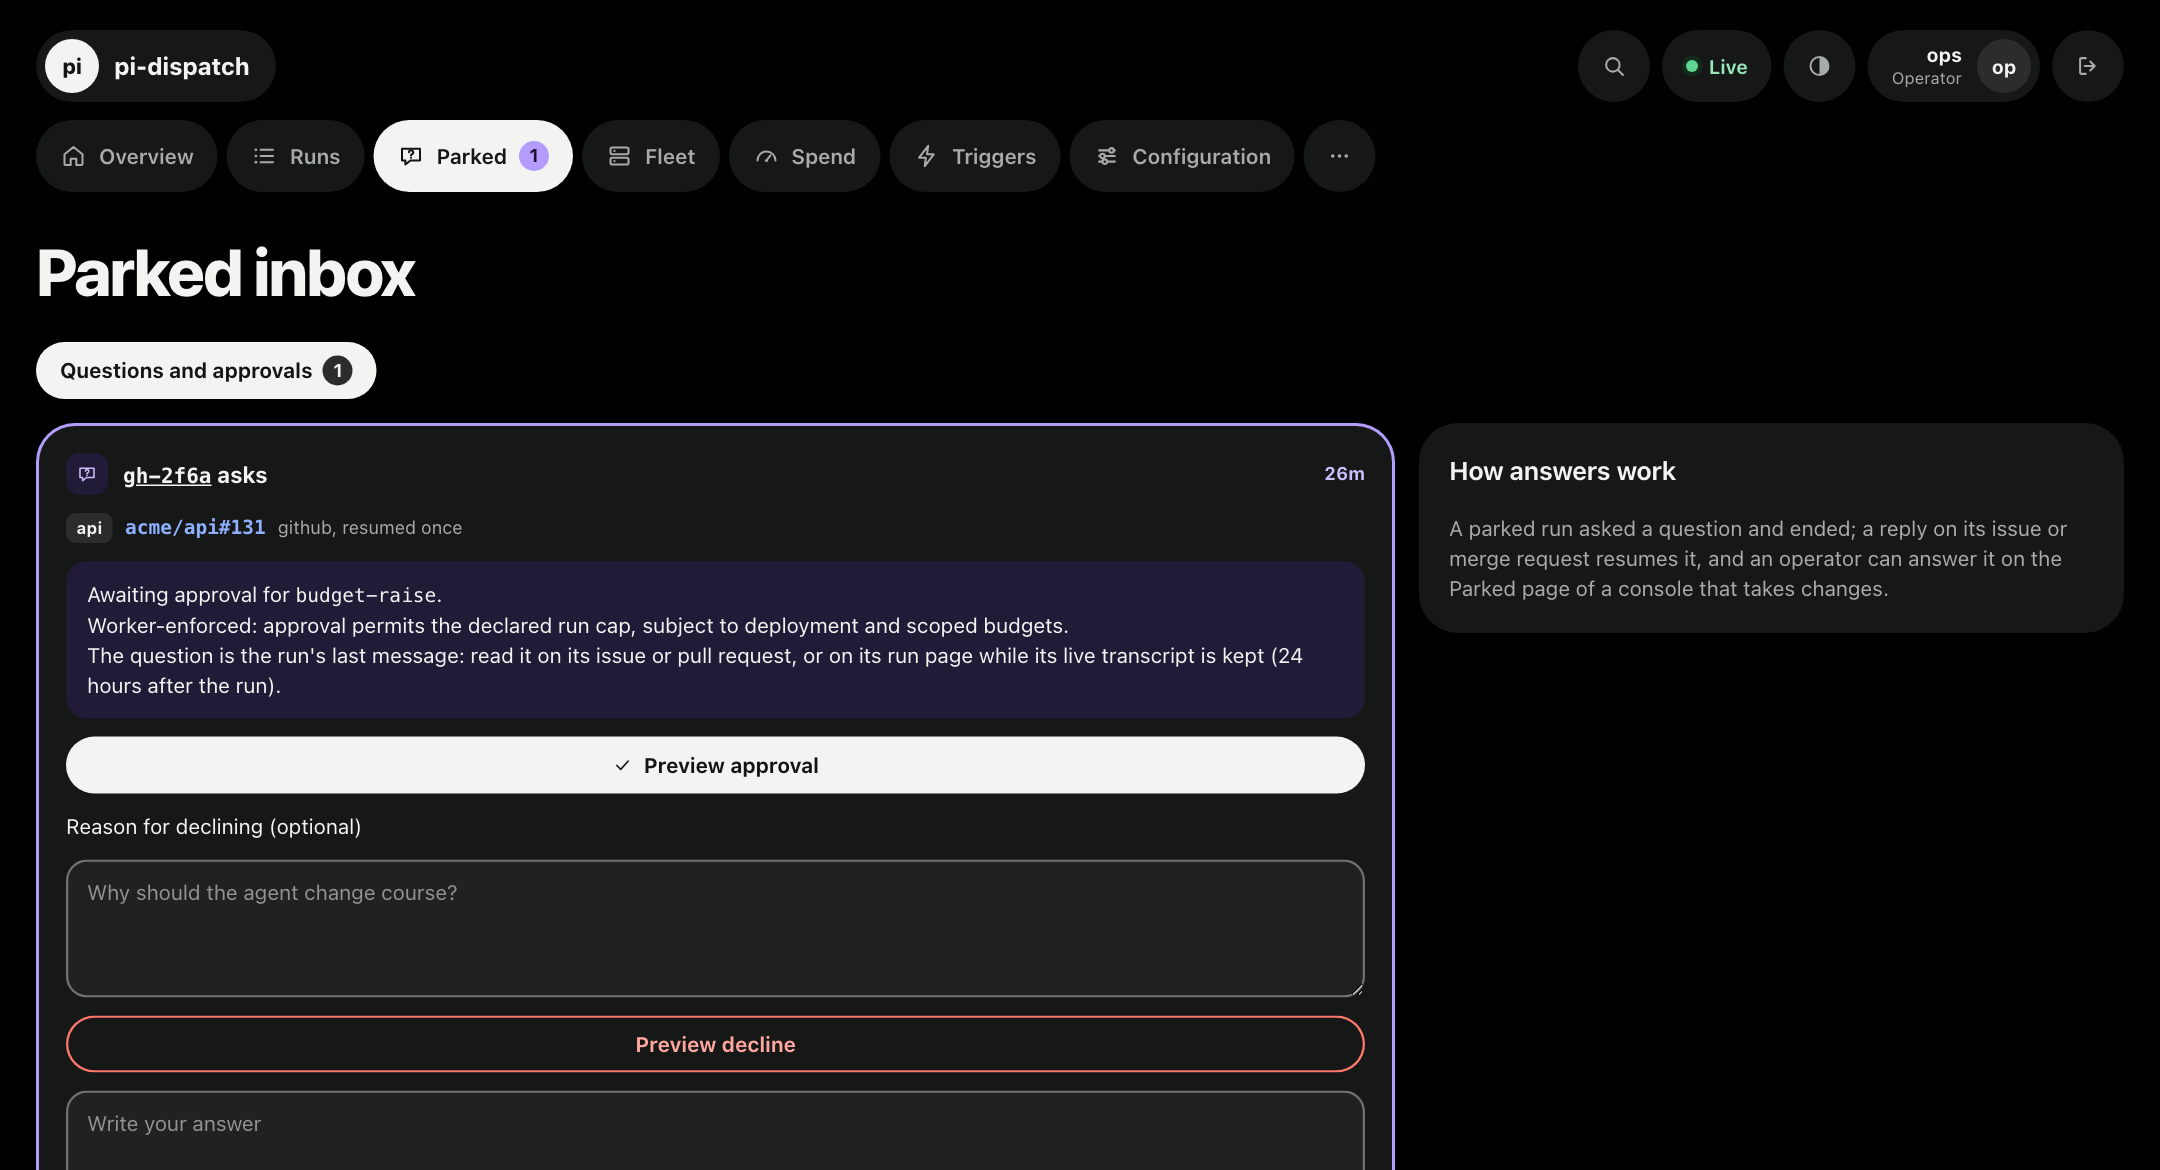 pi pi-dispatch
Live
ops
Operator
op
Overview
Runs
Parked 1
Fleet
Spend
Triggers
Configuration
Parked inbox
Questions and approvals 1
gh-2f6a asks
26m
api acme/api#131 github, resumed once
Awaiting approval for budget-raise.
Worker-enforced: approval permits the declared run cap, subject to deployment and scoped budgets.
The question is the run's last message: read it on its issue or pull request, or on its run page while its live transcript is kept (24
hours after the run).
Preview approval
Reason for declining (optional)
Why should the agent change course?
Preview decline
Write your answer
How answers work
A parked run asked a question and ended; a reply on its issue or
merge request resumes it, and an operator can answer it on the
Parked page of a console that takes changes.